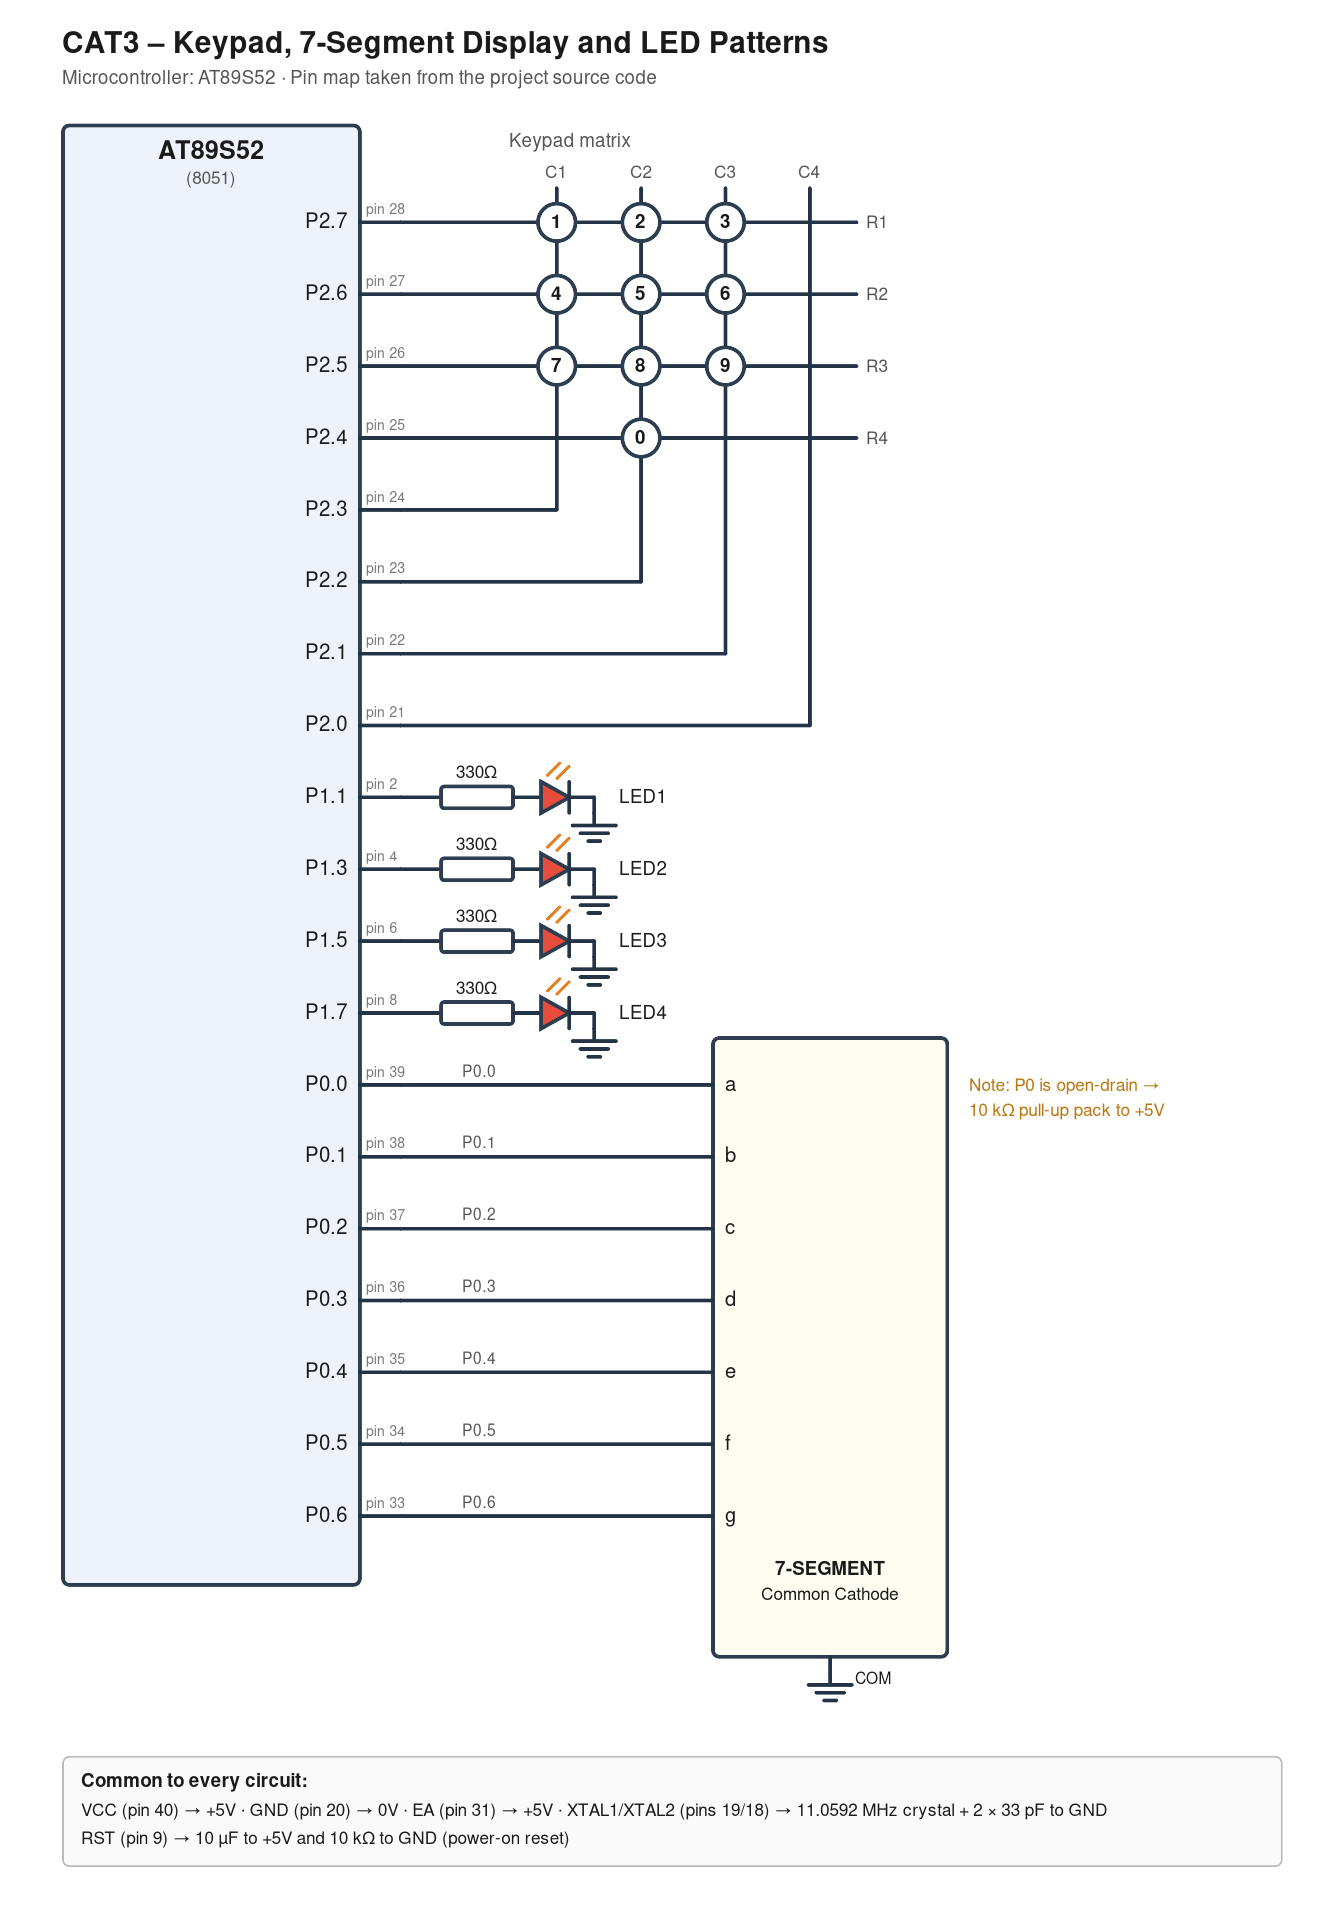 CAT3 – Keypad, 7-Segment Display and LED Patterns
Microcontroller: AT89S52 · Pin map taken from the project source code
AT89S52
(8051)
Keypad matrix
C1 C2 C3 C4
P2.7 pin 28 1 2 3 R1
P2.6 pin 27 4 5 6 R2
P2.5 pin 26 7 8 9 R3
P2.4 pin 25 0 R4
P2.3 pin 24
P2.2 pin 23
P2.1 pin 22
P2.0 pin 21
P1.1 pin 2 330Ω LED1
P1.3 pin 4 330Ω LED2
P1.5 pin 6 330Ω LED3
P1.7 pin 8 330Ω LED4
P0.0 pin 39 P0.0 a
Note: P0 is open-drain →
10 kΩ pull-up pack to +5V
P0.1 pin 38 P0.1 b
P0.2 pin 37 P0.2 c
P0.3 pin 36 P0.3 d
P0.4 pin 35 P0.4 e
P0.5 pin 34 P0.5 f
P0.6 pin 33 P0.6 g
7-SEGMENT
Common Cathode
COM
Common to every circuit:
VCC (pin 40) → +5V · GND (pin 20) → 0V · EA (pin 31) → +5V · XTAL1/XTAL2 (pins 19/18) → 11.0592 MHz crystal + 2 × 33 pF to GND
RST (pin 9) → 10 µF to +5V and 10 kΩ to GND (power-on reset)